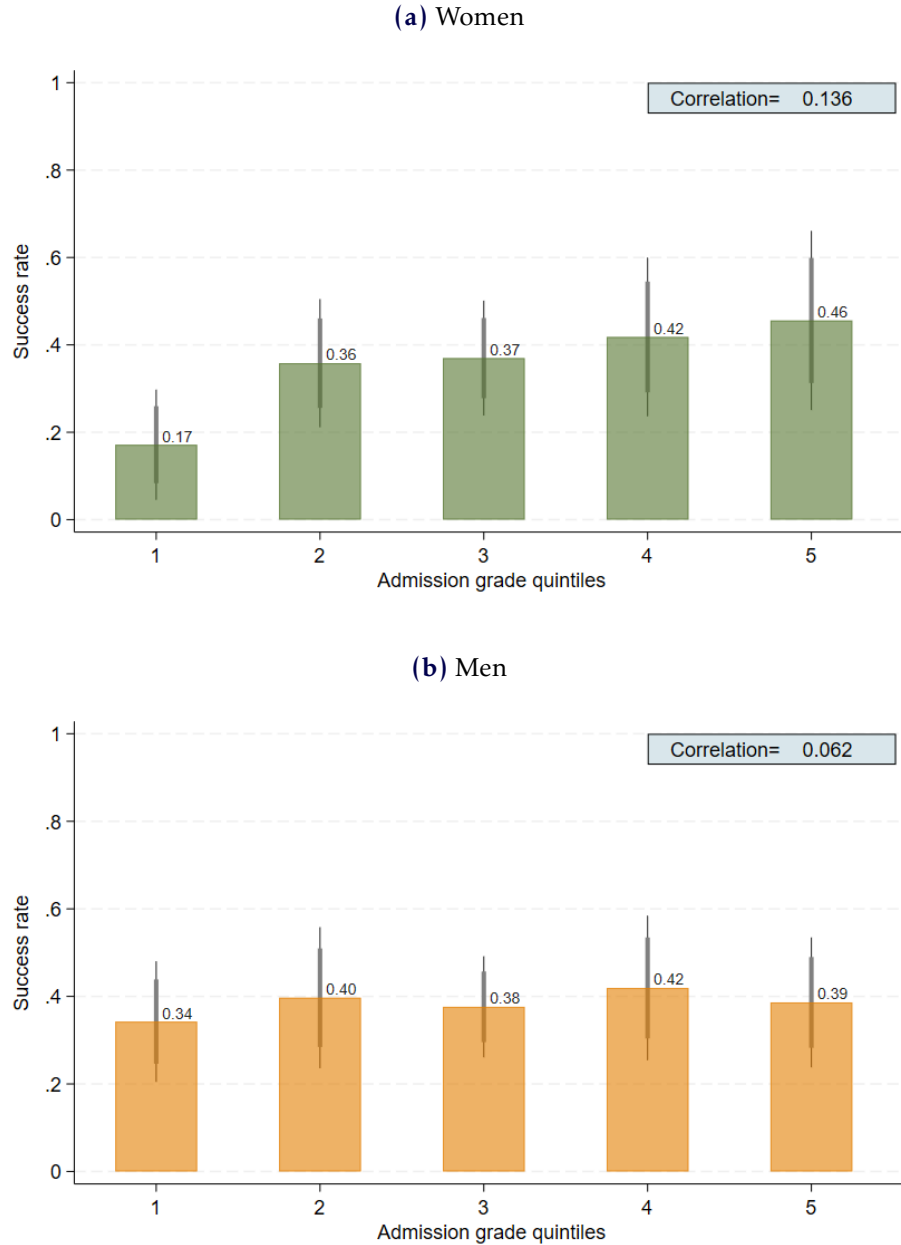 (a) Women
1
Correlation= 0.136
.8
.6
.4
.2
0
Success rate
0.17
0.36
0.37
0.42
0.46
1 2 3 4 5
Admission grade quintiles
(b) Men
1
Correlation= 0.062
.8
.6
.4
.2
0
Success rate
0.34
0.40
0.38
0.42
0.39
1 2 3 4 5
Admission grade quintiles